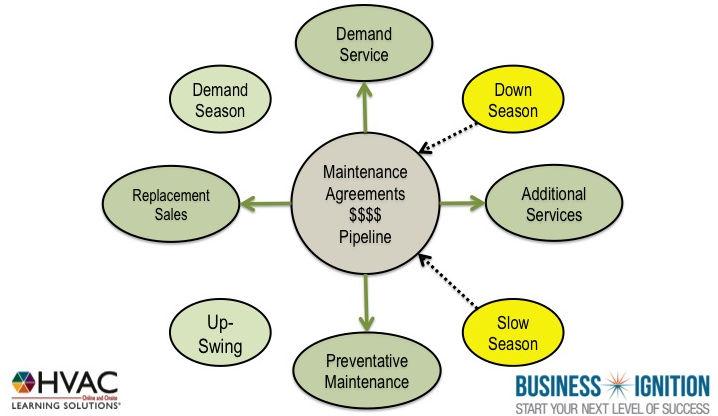 Demand
Service
Demand
Season
Down
Season
Maintenance
Agreements
$$$$
Pipeline
Replacement
Sales
Additional
Services
Up-
Swing
Slow
Season
Preventative
Maintenance
HVAC
Online and Onsite
LEARNING SOLUTIONS®
BUSINESS IGNITION
START YOUR NEXT LEVEL OF SUCCESS